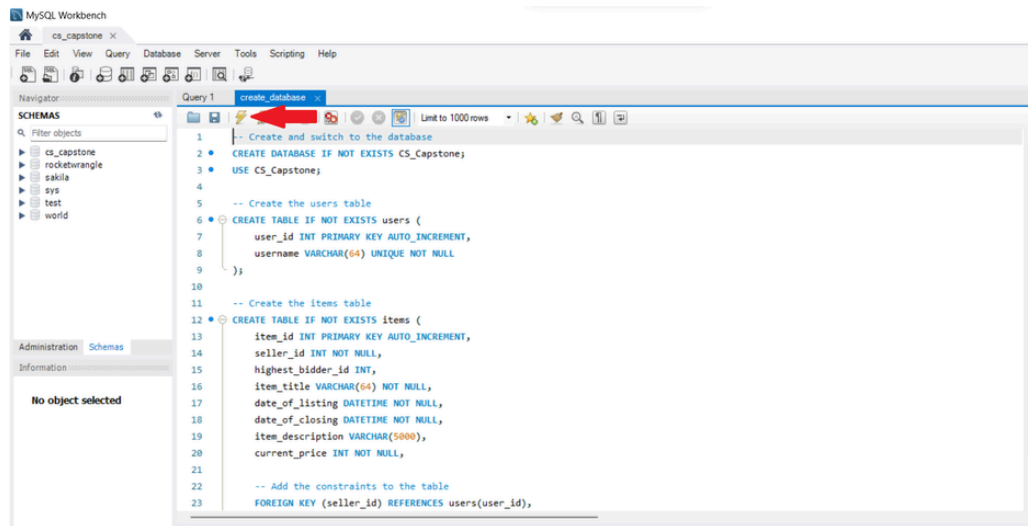 MySQL Workbench
cs_capstone ×
File Edit View Query Database Server Tools Scripting Help
Navigator
SCHEMAS
Filter objects
cs_capstone
rocketwrangle
sakila
sys
test
world
Administration Schemas
Information
No object selected
Query 1 create_database ×
Limit to 1000 rows
1 -- Create and switch to the database
2 CREATE DATABASE IF NOT EXISTS CS_Capstone;
3 USE CS_Capstone;
4
5 -- Create the users table
6 CREATE TABLE IF NOT EXISTS users (
7 user_id INT PRIMARY KEY AUTO_INCREMENT,
8 username VARCHAR(64) UNIQUE NOT NULL
9 );
10
11 -- Create the items table
12 CREATE TABLE IF NOT EXISTS items (
13 item_id INT PRIMARY KEY AUTO_INCREMENT,
14 seller_id INT NOT NULL,
15 highest_bidder_id INT,
16 item_title VARCHAR(64) NOT NULL,
17 date_of_listing DATETIME NOT NULL,
18 date_of_closing DATETIME NOT NULL,
19 item_description VARCHAR(5000),
20 current_price INT NOT NULL,
21
22 -- Add the constraints to the table
23 FOREIGN KEY (seller_id) REFERENCES users(user_id),